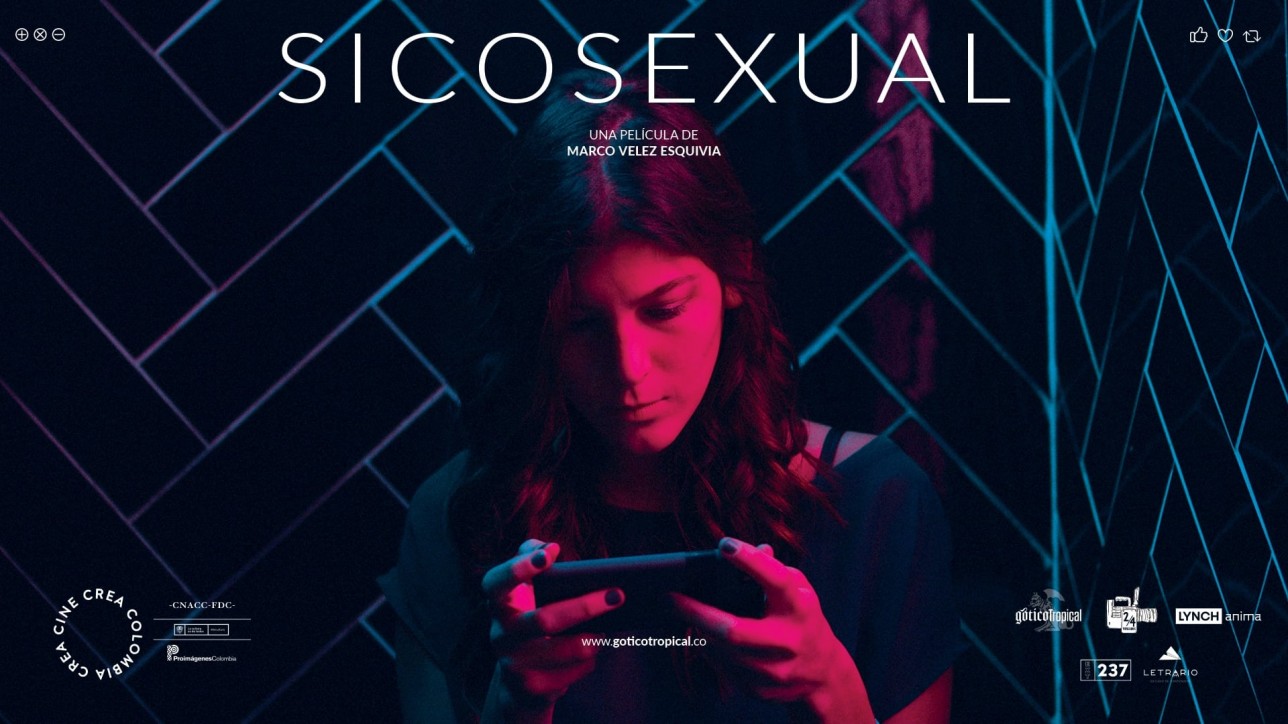 SICOSEXUAL
UNA PELÍCULA DE
MARCO VELEZ ESQUIVIA
CREA CINE CREA COLOMBIA
-CNACC-FDC-
ProimágenesColombia
www.goticotropical.co
góticoTropical
24
LYNCH anima
237
LETRARIO